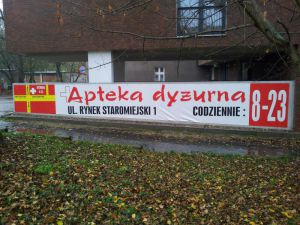 Apteka dyżurna
UL. RYNEK STAROMIEJSKI 1 CODZIENNIE : 8-23